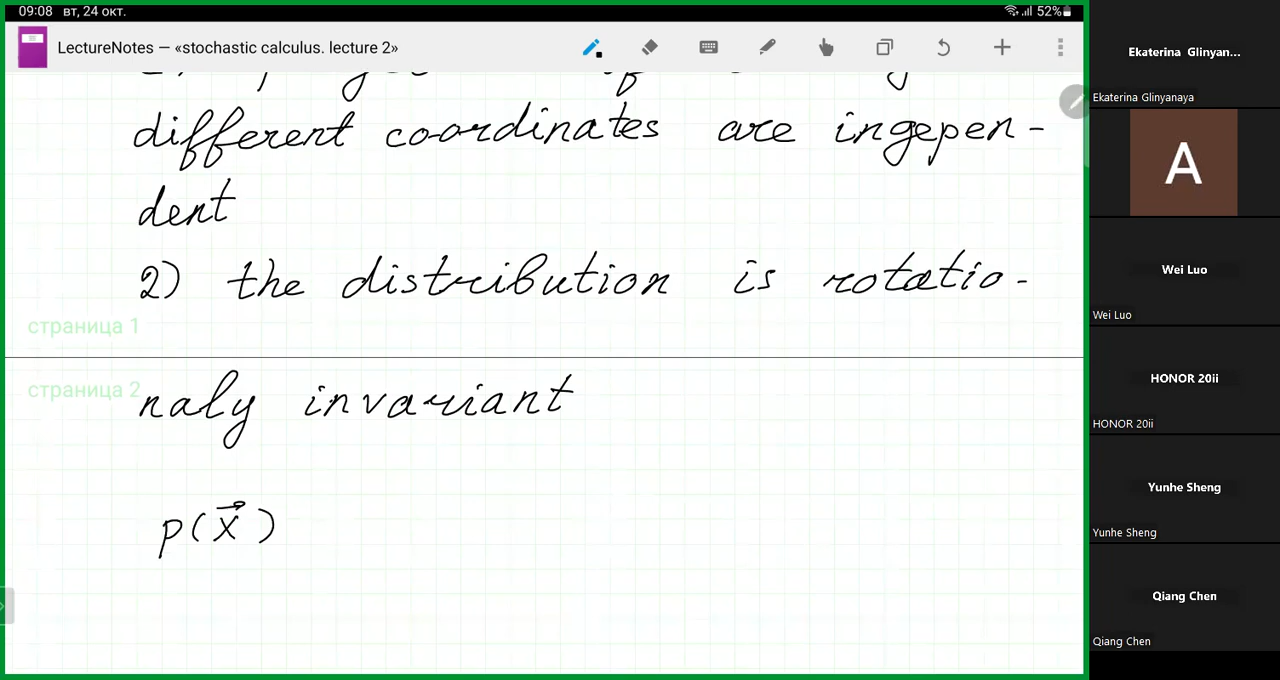 09:08 вт, 24 окт.
52%
LectureNotes — «stochastic calculus. lecture 2»
different coordinates are ingepen-
dent
2) the distribution is rotatio-
страница 1
страница 2
naly invariant
p(x⃗)
Ekaterina Glinyan...
Ekaterina Glinyanaya
A
Wei Luo
Wei Luo
HONOR 20ii
HONOR 20ii
Yunhe Sheng
Yunhe Sheng
Qiang Chen
Qiang Chen